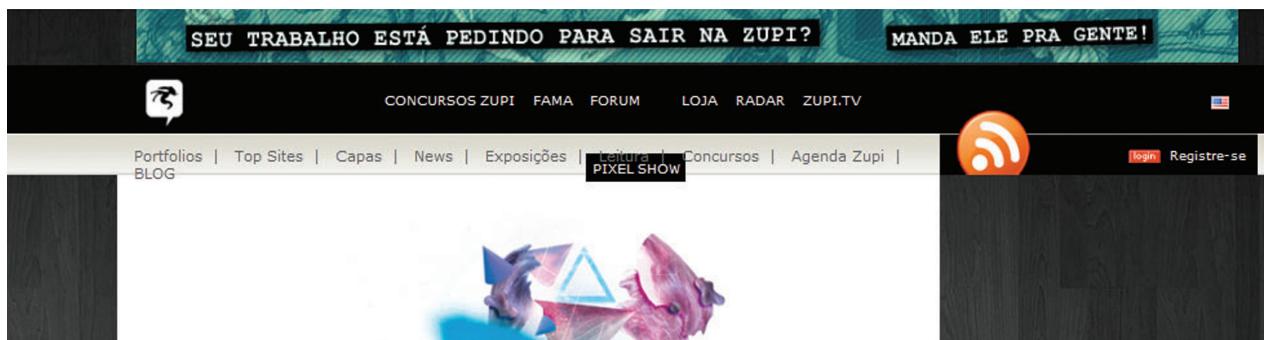 SEU TRABALHO ESTÁ PEDINDO PARA SAIR NA ZUPI? MANDA ELE PRA GENTE!
CONCURSOS ZUPI FAMA FORUM LOJA RADAR ZUPI.TV
Portfolios | Top Sites | Capas | News | Exposições | Leitura | Concursos | Agenda Zupi |
login Registre-se
BLOG
PIXEL SHOW